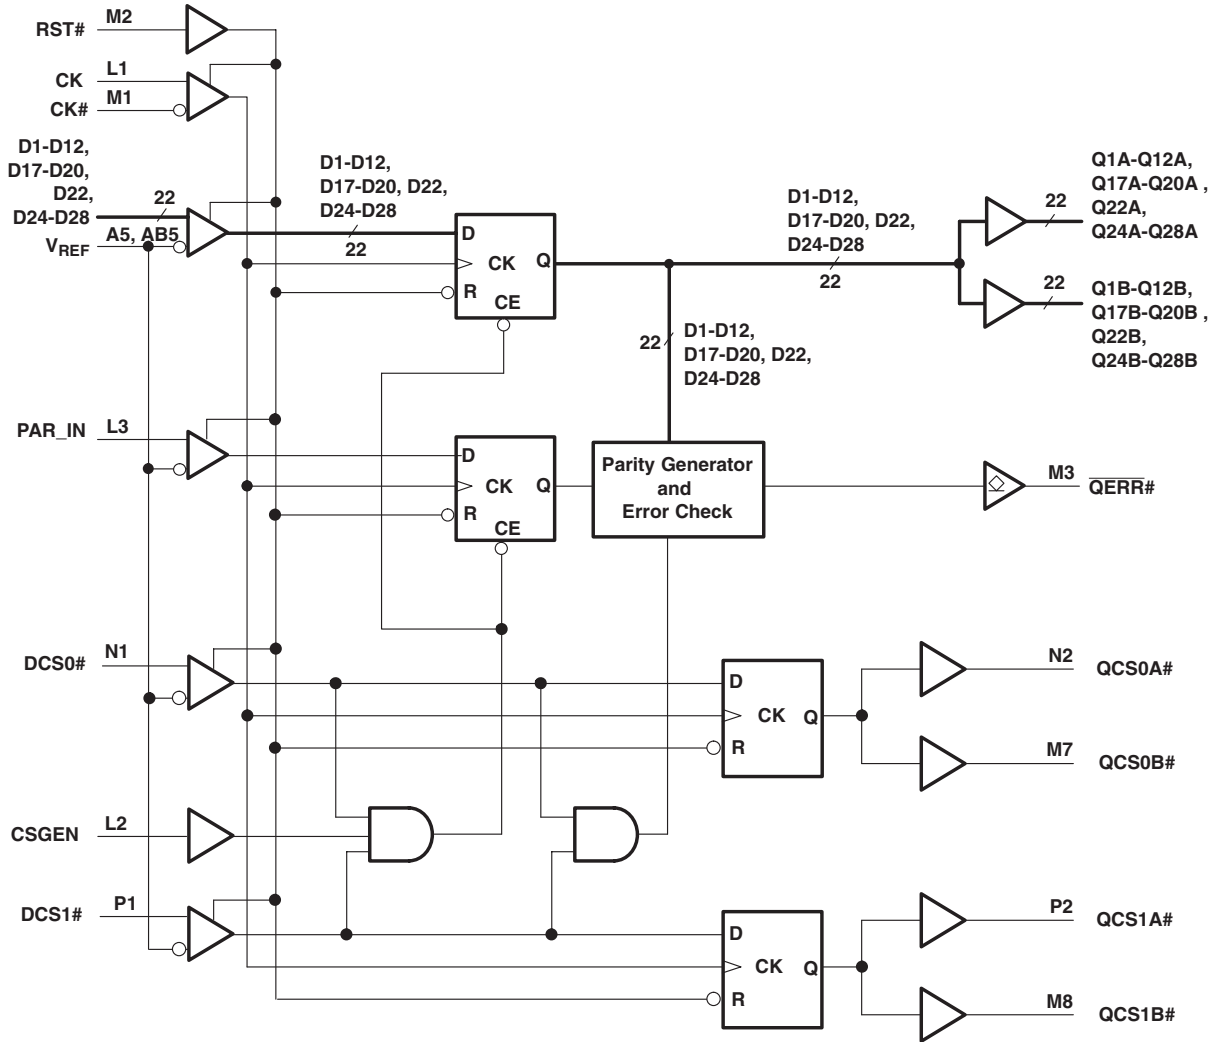 RST#
M2
CK
L1
CK#
M1
D1-D12,
D17-D20,
D22,
D24-D28
22
VREF
A5, AB5
D1-D12,
D17-D20, D22,
D24-D28
22
D
CK
Q
R
CE
D1-D12,
D17-D20, D22,
D24-D28
22
22
Q1A-Q12A,
Q17A-Q20A ,
Q22A,
Q24A-Q28A
22
Q1B-Q12B,
Q17B-Q20B ,
Q22B,
Q24B-Q28B
22
D1-D12,
D17-D20, D22,
D24-D28
PAR_IN
L3
D
CK
Q
R
CE
Parity Generator
and
Error Check
M3
QERR#
DCS0#
N1
D
CK
Q
R
N2
QCS0A#
M7
QCS0B#
CSGEN
L2
DCS1#
P1
D
CK
Q
R
P2
QCS1A#
M8
QCS1B#